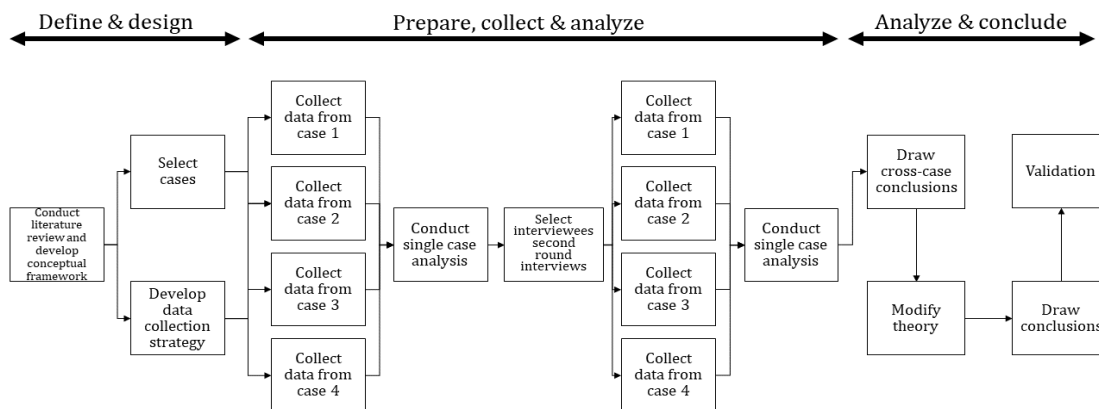 Define & design
Prepare, collect & analyze
Analyze & conclude
Conduct
literature
review and
develop
conceptual
framework
Select
cases
Develop
data
collection
strategy
Collect
data from
case 1
Collect
data from
case 2
Collect
data from
case 3
Collect
data from
case 4
Conduct
single case
analysis
Select
interviewees
second
round
interviews
Collect
data from
case 1
Collect
data from
case 2
Collect
data from
case 3
Collect
data from
case 4
Conduct
single case
analysis
Draw
cross-case
conclusions
Modify
theory
Draw
conclusions
Validation